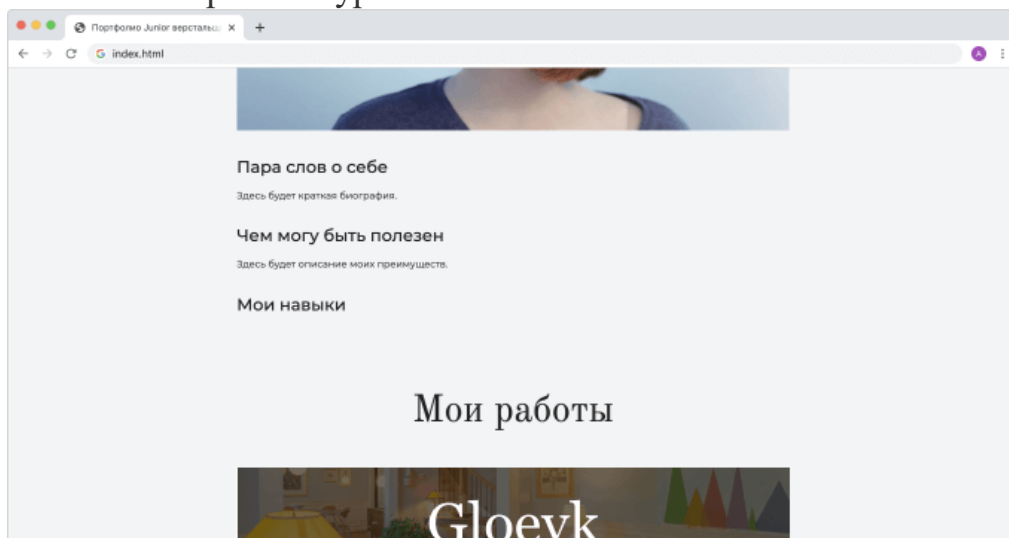 Портфолио Junior верстальщ
index.html
A
Пара слов о себе
Здесь будет краткая биография.
Чем могу быть полезен
Здесь будет описание моих преимуществ.
Мои навыки
Мои работы
Gloevk